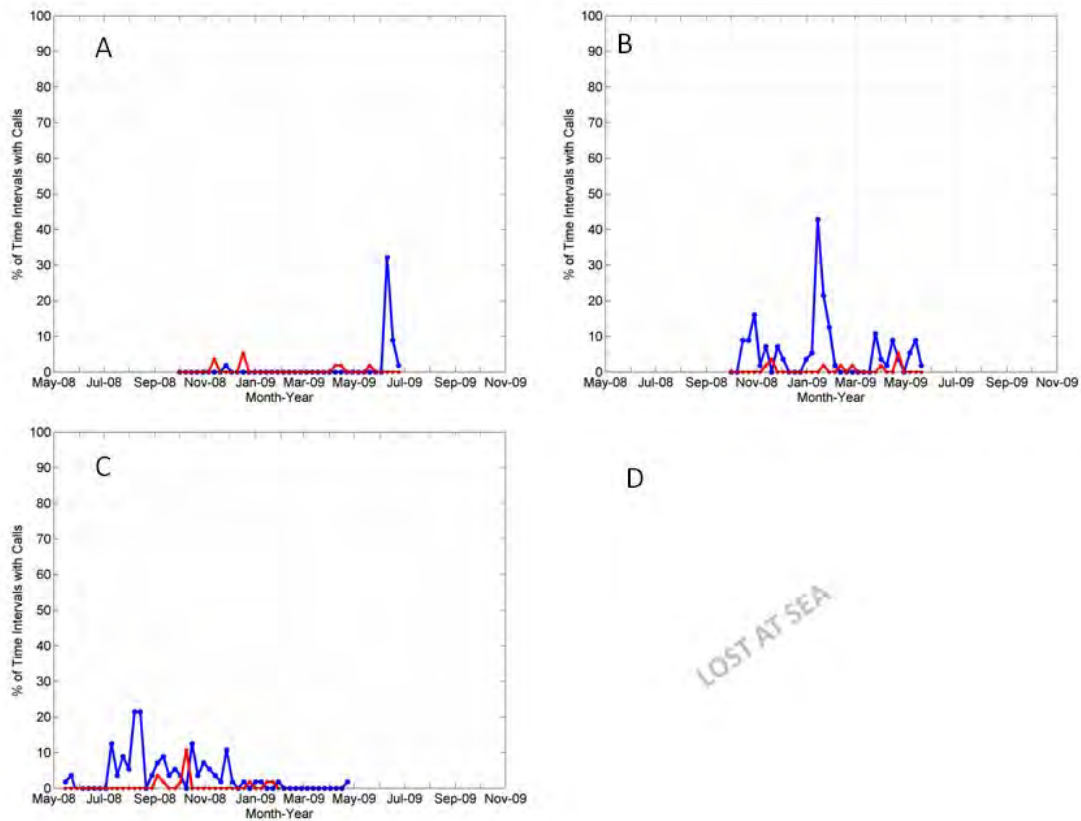 A
% of Time Intervals with Calls
100
90
80
70
60
50
40
30
20
10
0
May-08 Jul-08 Sep-08 Nov-08 Jan-09 Mar-09 May-09 Jul-09 Sep-09 Nov-09
Month-Year
B
% of Time Intervals with Calls
100
90
80
70
60
50
40
30
20
10
0
May-08 Jul-08 Sep-08 Nov-08 Jan-09 Mar-09 May-09 Jul-09 Sep-09 Nov-09
Month-Year
C
% of Time Intervals with Calls
100
90
80
70
60
50
40
30
20
10
0
May-08 Jul-08 Sep-08 Nov-08 Jan-09 Mar-09 May-09 Jul-09 Sep-09 Nov-09
Month-Year
D
LOST AT SEA